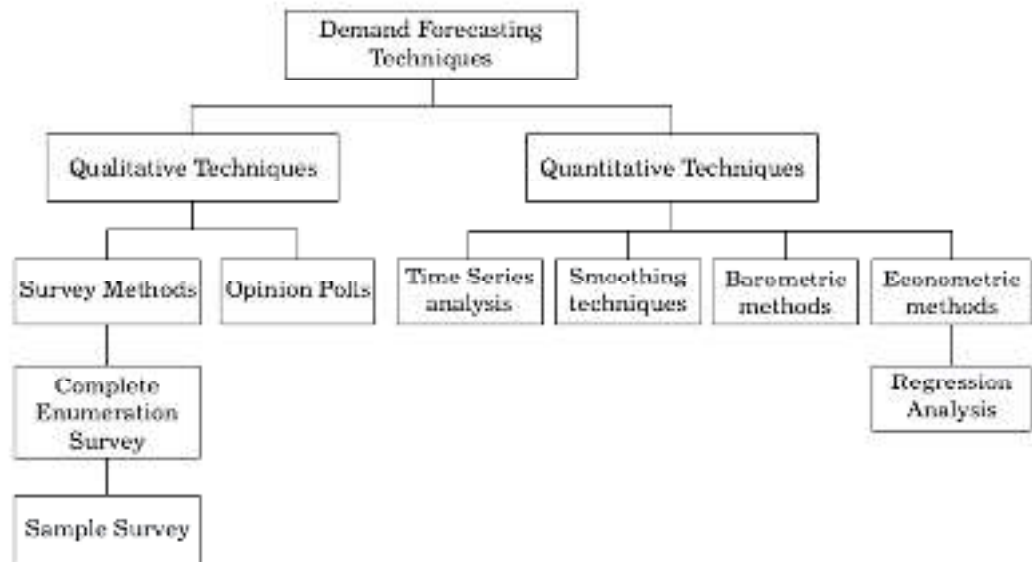 Demand Forecasting
Techniques
Qualitative Techniques
Quantitative Techniques
Survey Methods
Opinion Polls
Time Series
analysis
Smoothing
techniques
Barometric
methods
Econometric
methods
Complete
Enumeration
Survey
Regression
Analysis
Sample Survey